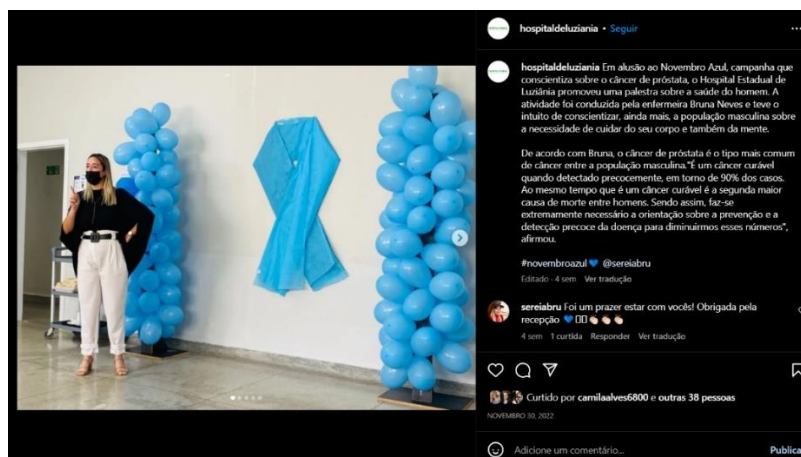 hospitaldeluziania • Seguir
hospitaldeluziania Em alusão ao Novembro Azul, campanha que
conscientiza sobre o câncer de próstata, o Hospital Estadual de
Luziânia promoveu uma palestra sobre a saúde do homem. A
atividade foi conduzida pela enfermeira Bruna Neves e teve o
intuito de conscientizar, ainda mais, a população masculina sobre
a necessidade de cuidar do seu corpo e também da mente.
De acordo com Bruna, o câncer de próstata é o tipo mais comum
de câncer entre a população masculina."É um câncer curável
quando detectado precocemente, em torno de 90% dos casos.
Ao mesmo tempo que é um câncer curável é a segunda maior
causa de morte entre homens. Sendo assim, faz-se
extremamente necessário a orientação sobre a prevenção e a
detecção precoce da doença para diminuirmos esses números",
afirmou.
#novembroazul 💙 @sereiabru
Editado · 4 sem Ver tradução
sereiabru Foi um prazer estar com vocês! Obrigada pela
recepção 💙 👏🏻👏🏻👏🏻
4 sem 1 curtida Responder Ver tradução
Curtido por camilaalves6800 e outras 38 pessoas
NOVEMBRO 30, 2022
Adicione um comentário...
Publica